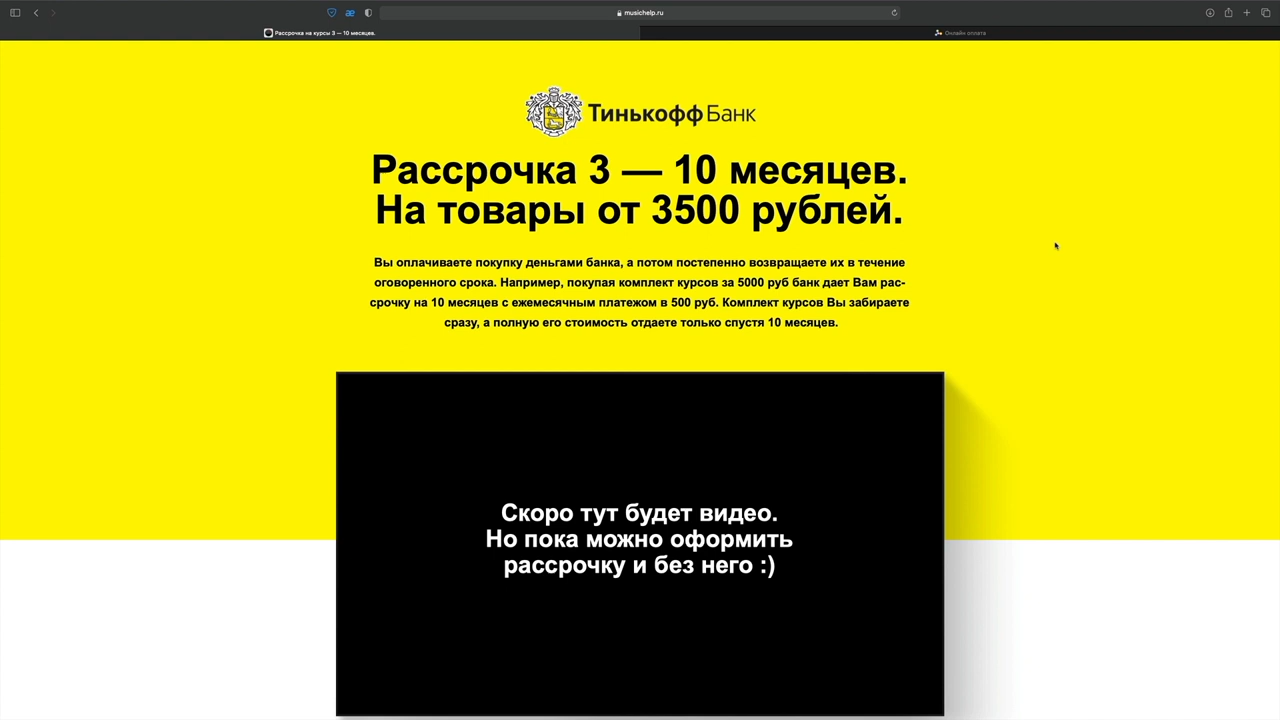 musichelp.ru
Рассрочка на курсы 3 — 10 месяцев.
Онлайн оплата
Тинькофф Банк
Рассрочка 3 — 10 месяцев.
На товары от 3500 рублей.
Вы оплачиваете покупку деньгами банка, а потом постепенно возвращаете их в течение
оговоренного срока. Например, покупая комплект курсов за 5000 руб банк дает Вам рас-
срочку на 10 месяцев с ежемесячным платежом в 500 руб. Комплект курсов Вы забираете
сразу, а полную его стоимость отдаете только спустя 10 месяцев.
Скоро тут будет видео.
Но пока можно оформить
рассрочку и без него :)